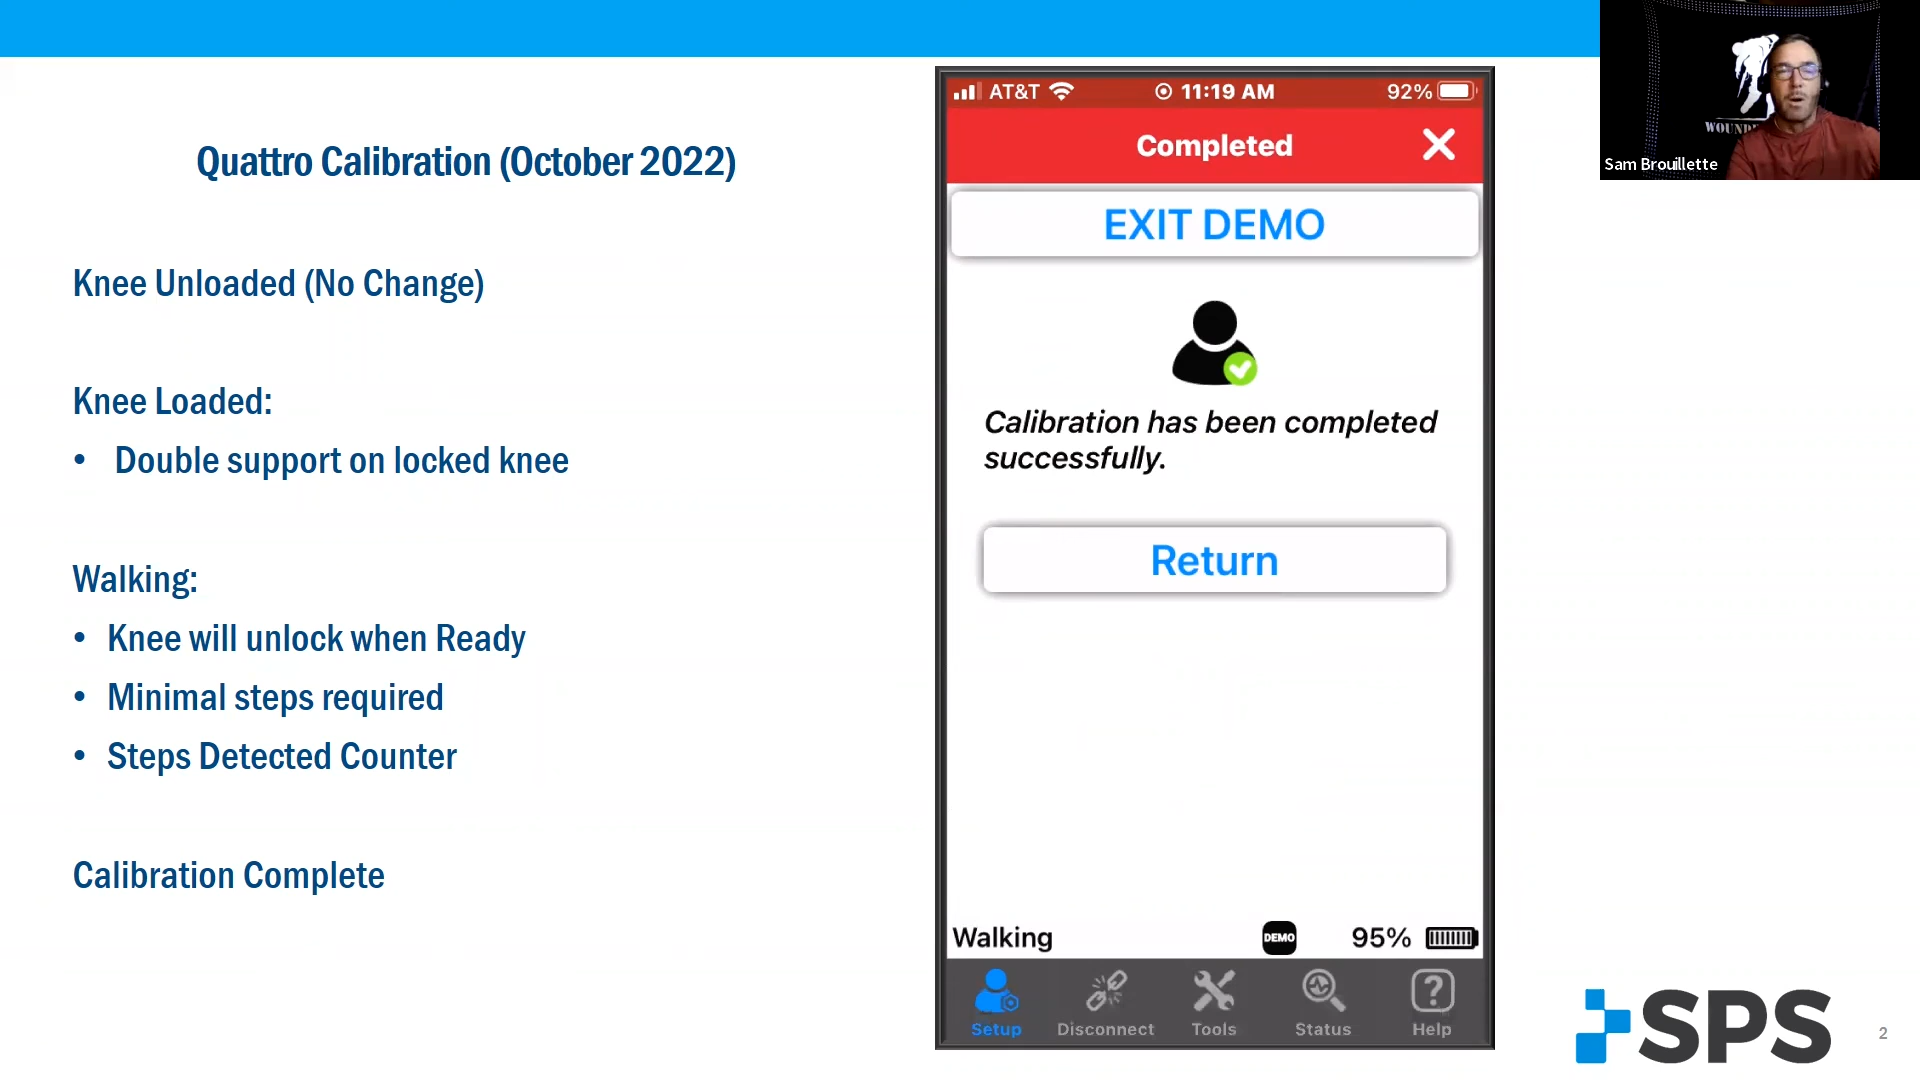 Quattro Calibration (October 2022)
Knee Unloaded (No Change)
Knee Loaded:
• Double support on locked knee
Walking:
• Knee will unlock when Ready
• Minimal steps required
• Steps Detected Counter
Calibration Complete
AT&T 11:19 AM 92%
Completed
EXIT DEMO
Calibration has been completed
successfully.
Return
Walking DEMO 95%
Setup Disconnect Tools Status Help
Sam Brouillette
SPS
2